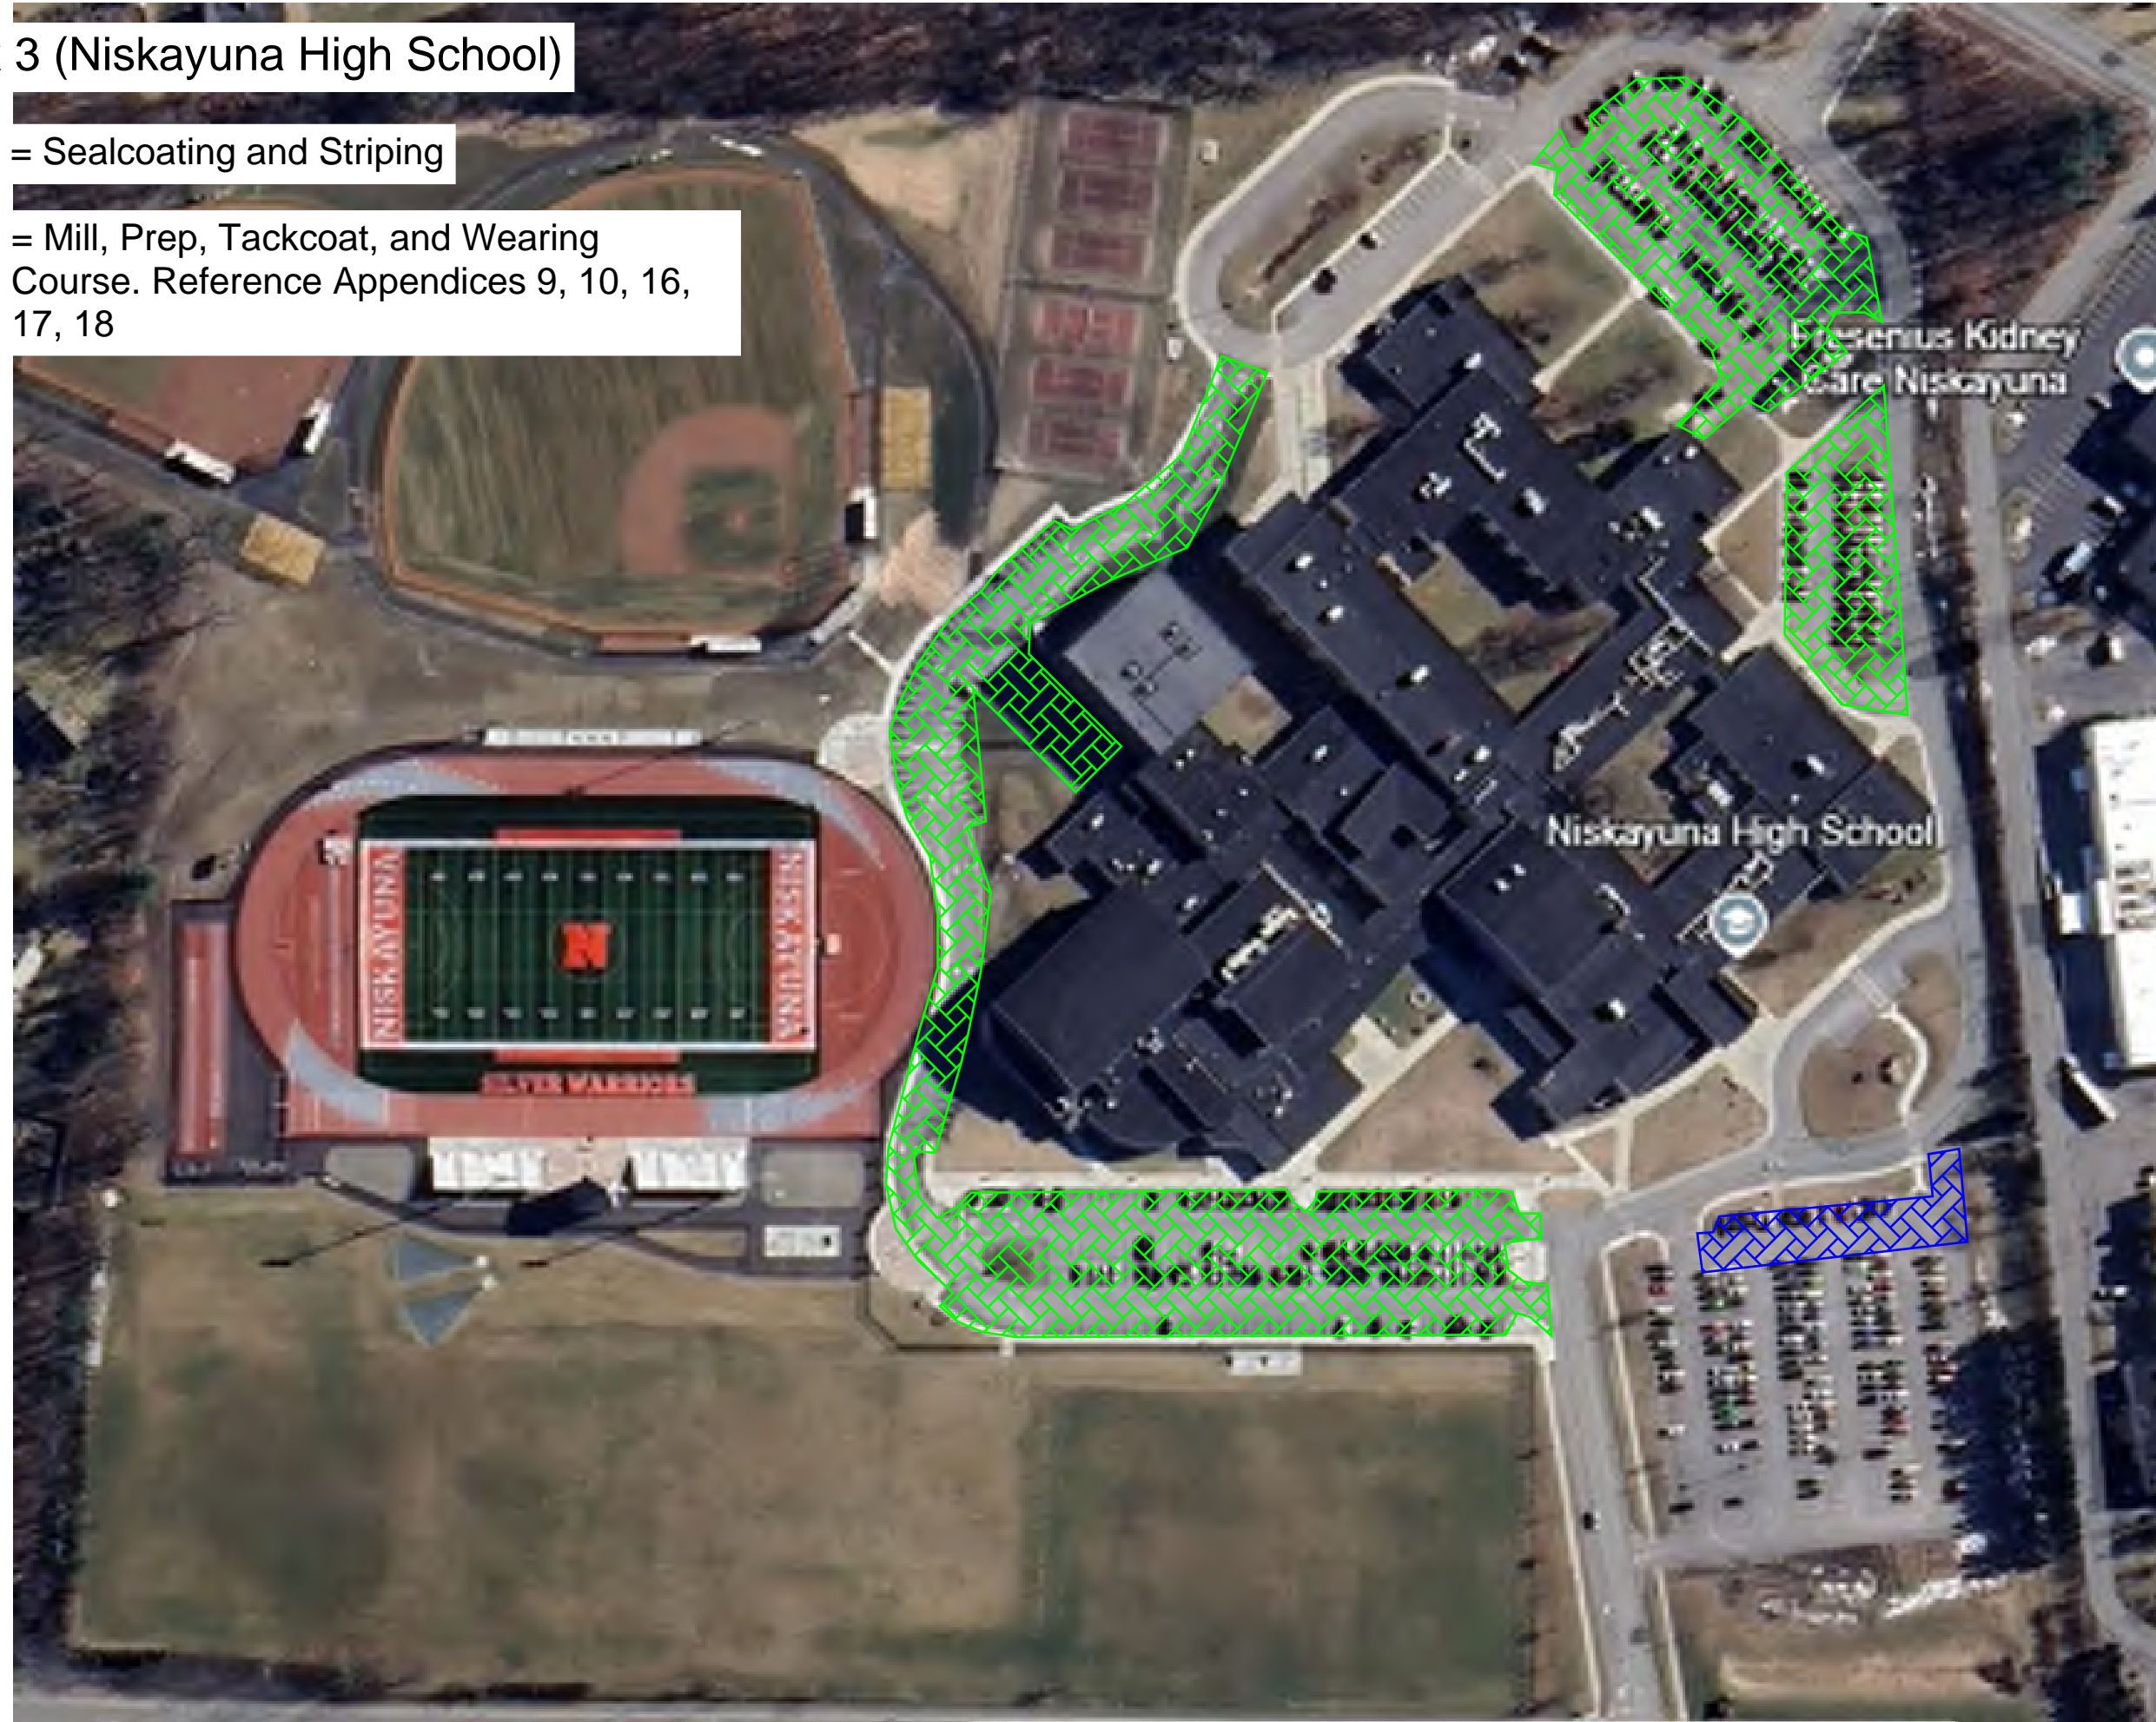 3 (Niskayuna High School)
= Sealcoating and Striping
= Mill, Prep, Tackcoat, and Wearing
Course. Reference Appendices 9, 10, 16,
17, 18
Fresenius Kidney
Care Niskayuna
Niskayuna High School
NISKAYUNA
N
NISKAYUNA
SILVER WARRIORS